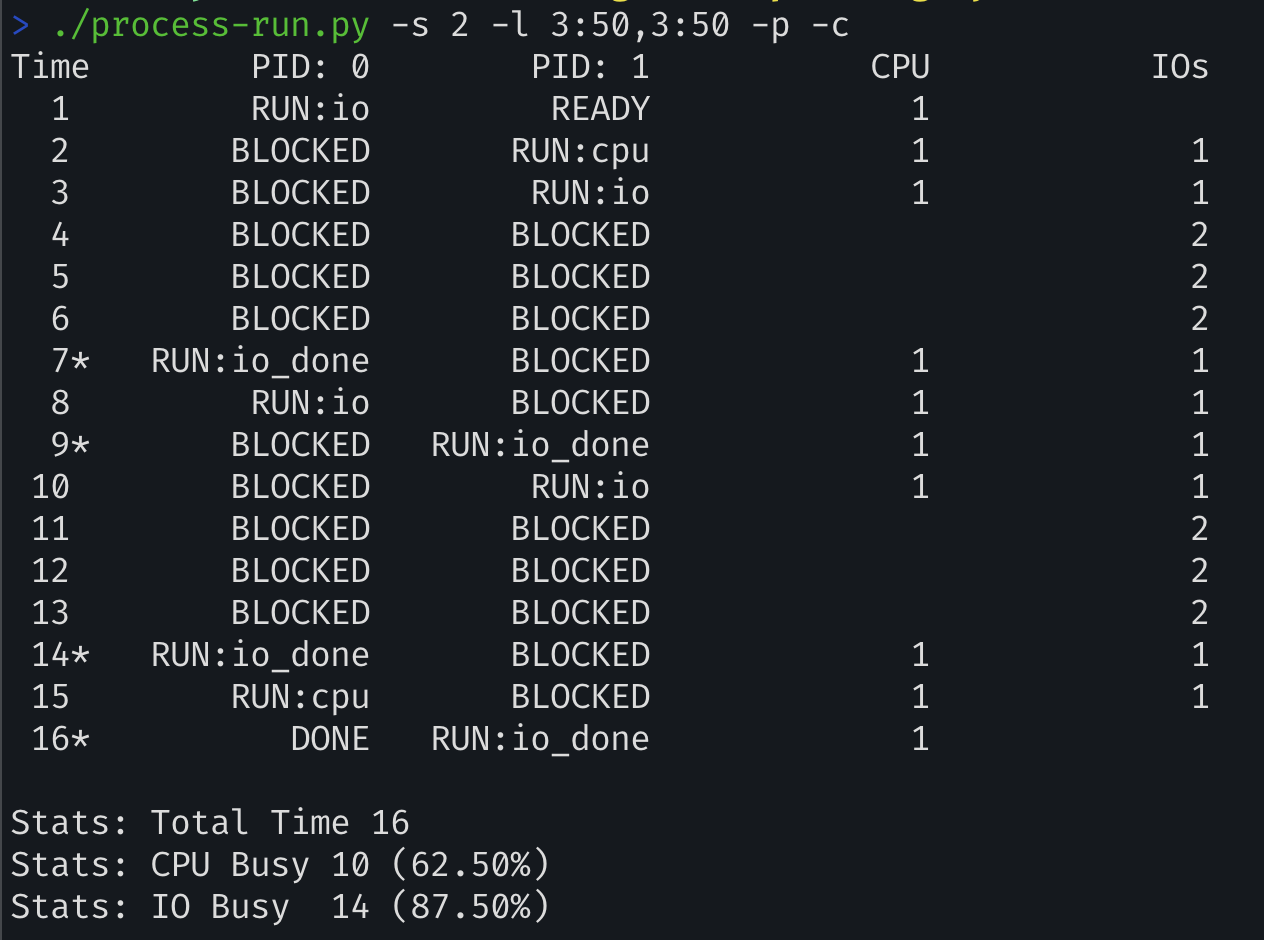 > ./process-run.py -s 2 -l 3:50,3:50 -p -c
Time        PID: 0        PID: 1           CPU           IOs
  1         RUN:io         READY             1
  2        BLOCKED       RUN:cpu             1             1
  3        BLOCKED        RUN:io             1             1
  4        BLOCKED       BLOCKED                           2
  5        BLOCKED       BLOCKED                           2
  6        BLOCKED       BLOCKED                           2
  7*   RUN:io_done       BLOCKED             1             1
  8         RUN:io       BLOCKED             1             1
  9*       BLOCKED   RUN:io_done             1             1
 10        BLOCKED        RUN:io             1             1
 11        BLOCKED       BLOCKED                           2
 12        BLOCKED       BLOCKED                           2
 13        BLOCKED       BLOCKED                           2
 14*   RUN:io_done       BLOCKED             1             1
 15        RUN:cpu       BLOCKED             1             1
 16*          DONE   RUN:io_done             1

Stats: Total Time 16
Stats: CPU Busy 10 (62.50%)
Stats: IO Busy  14 (87.50%)